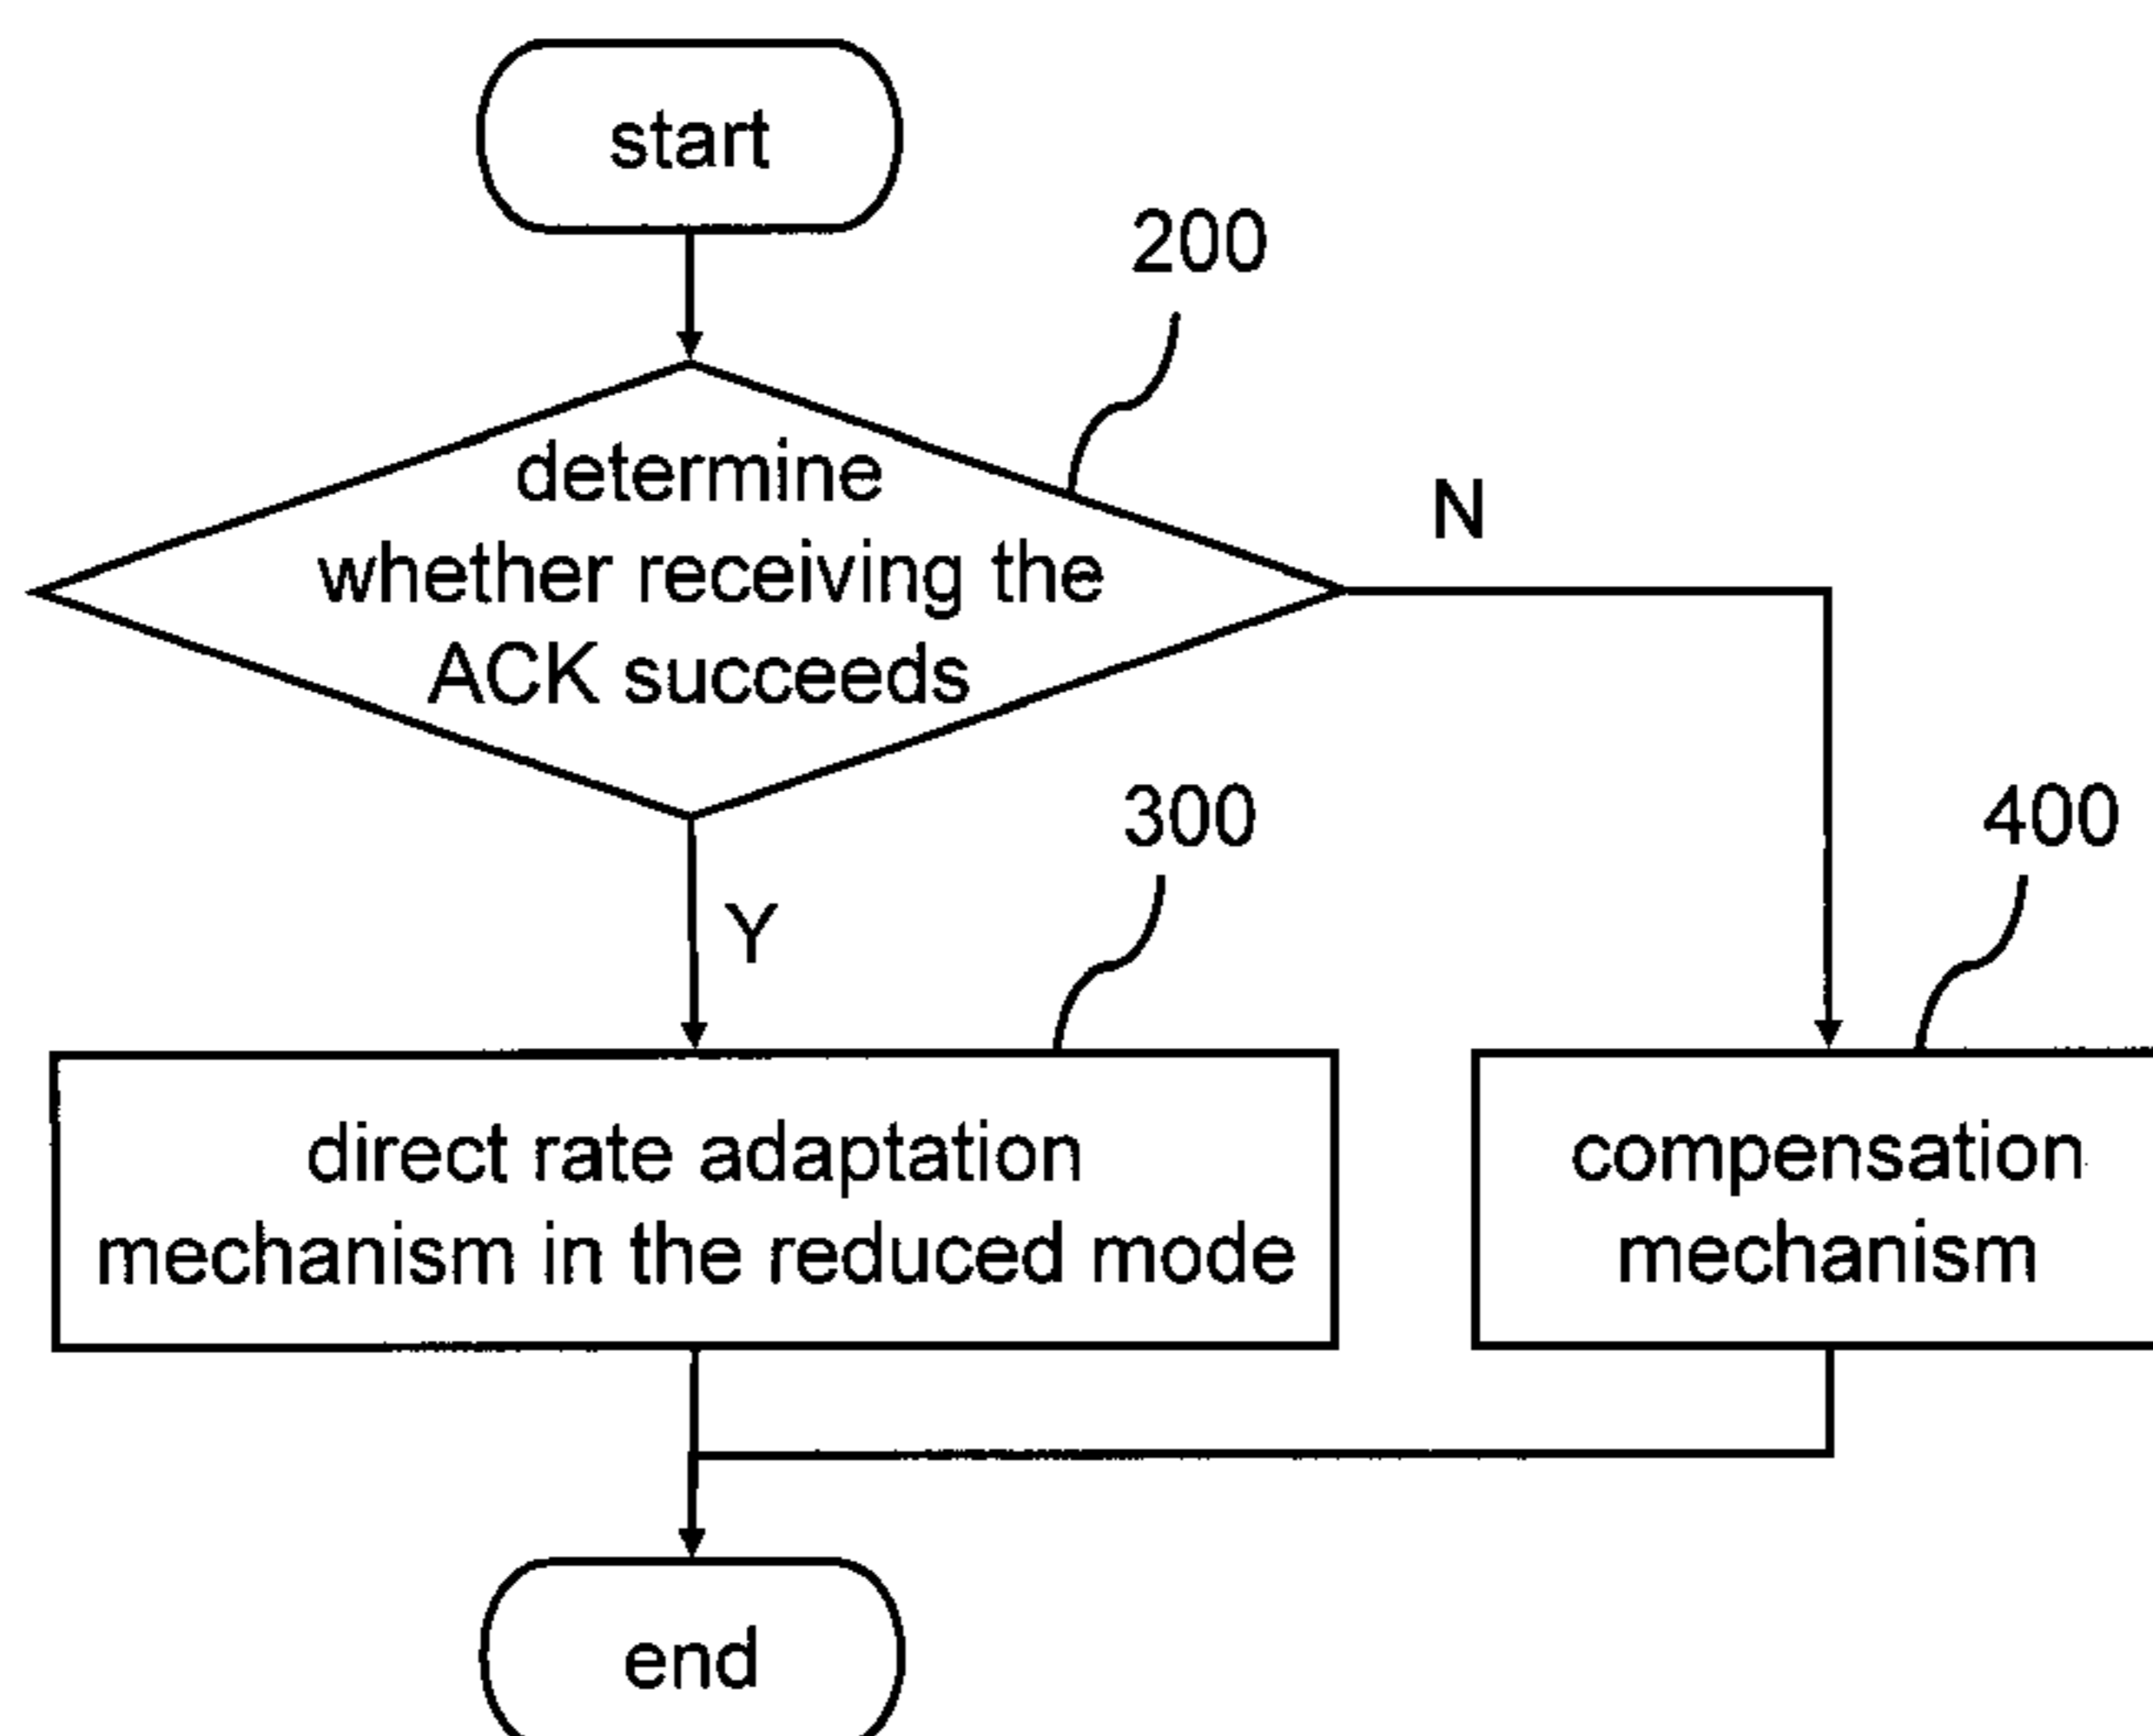 start
200
determine
whether receiving the
ACK succeeds
N
Y
300
400
direct rate adaptation
mechanism in the reduced mode
compensation
mechanism
end